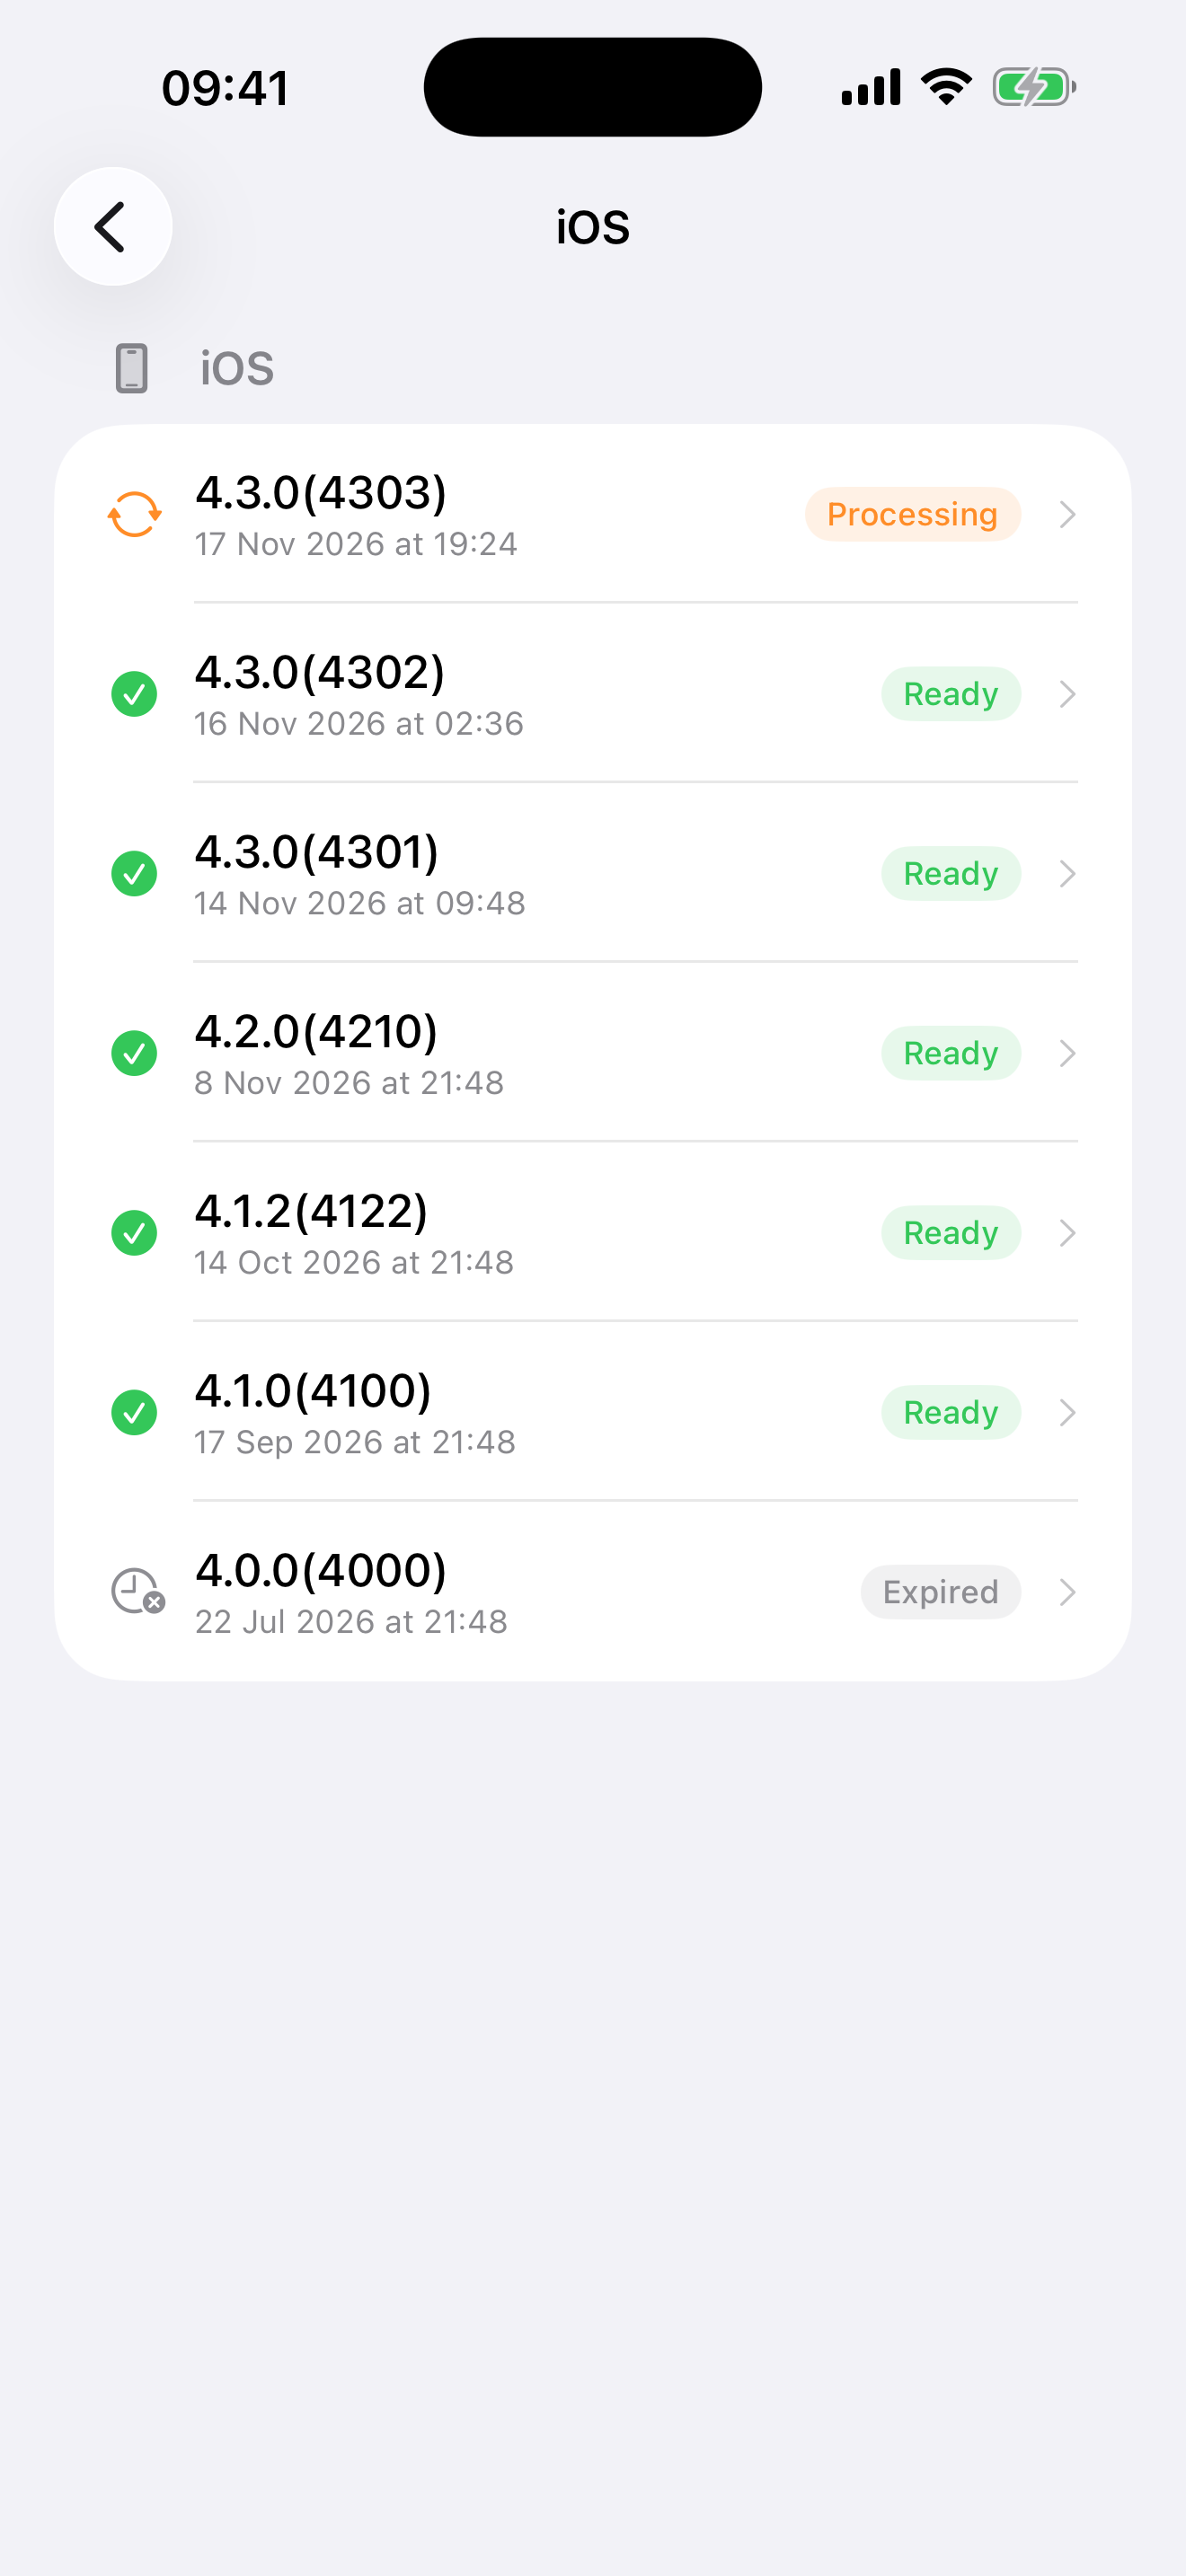 09:41
iOS
iOS
4.3.0(4303)
17 Nov 2026 at 19:24
Processing
4.3.0(4302)
16 Nov 2026 at 02:36
Ready
4.3.0(4301)
14 Nov 2026 at 09:48
Ready
4.2.0(4210)
8 Nov 2026 at 21:48
Ready
4.1.2(4122)
14 Oct 2026 at 21:48
Ready
4.1.0(4100)
17 Sep 2026 at 21:48
Ready
4.0.0(4000)
22 Jul 2026 at 21:48
Expired